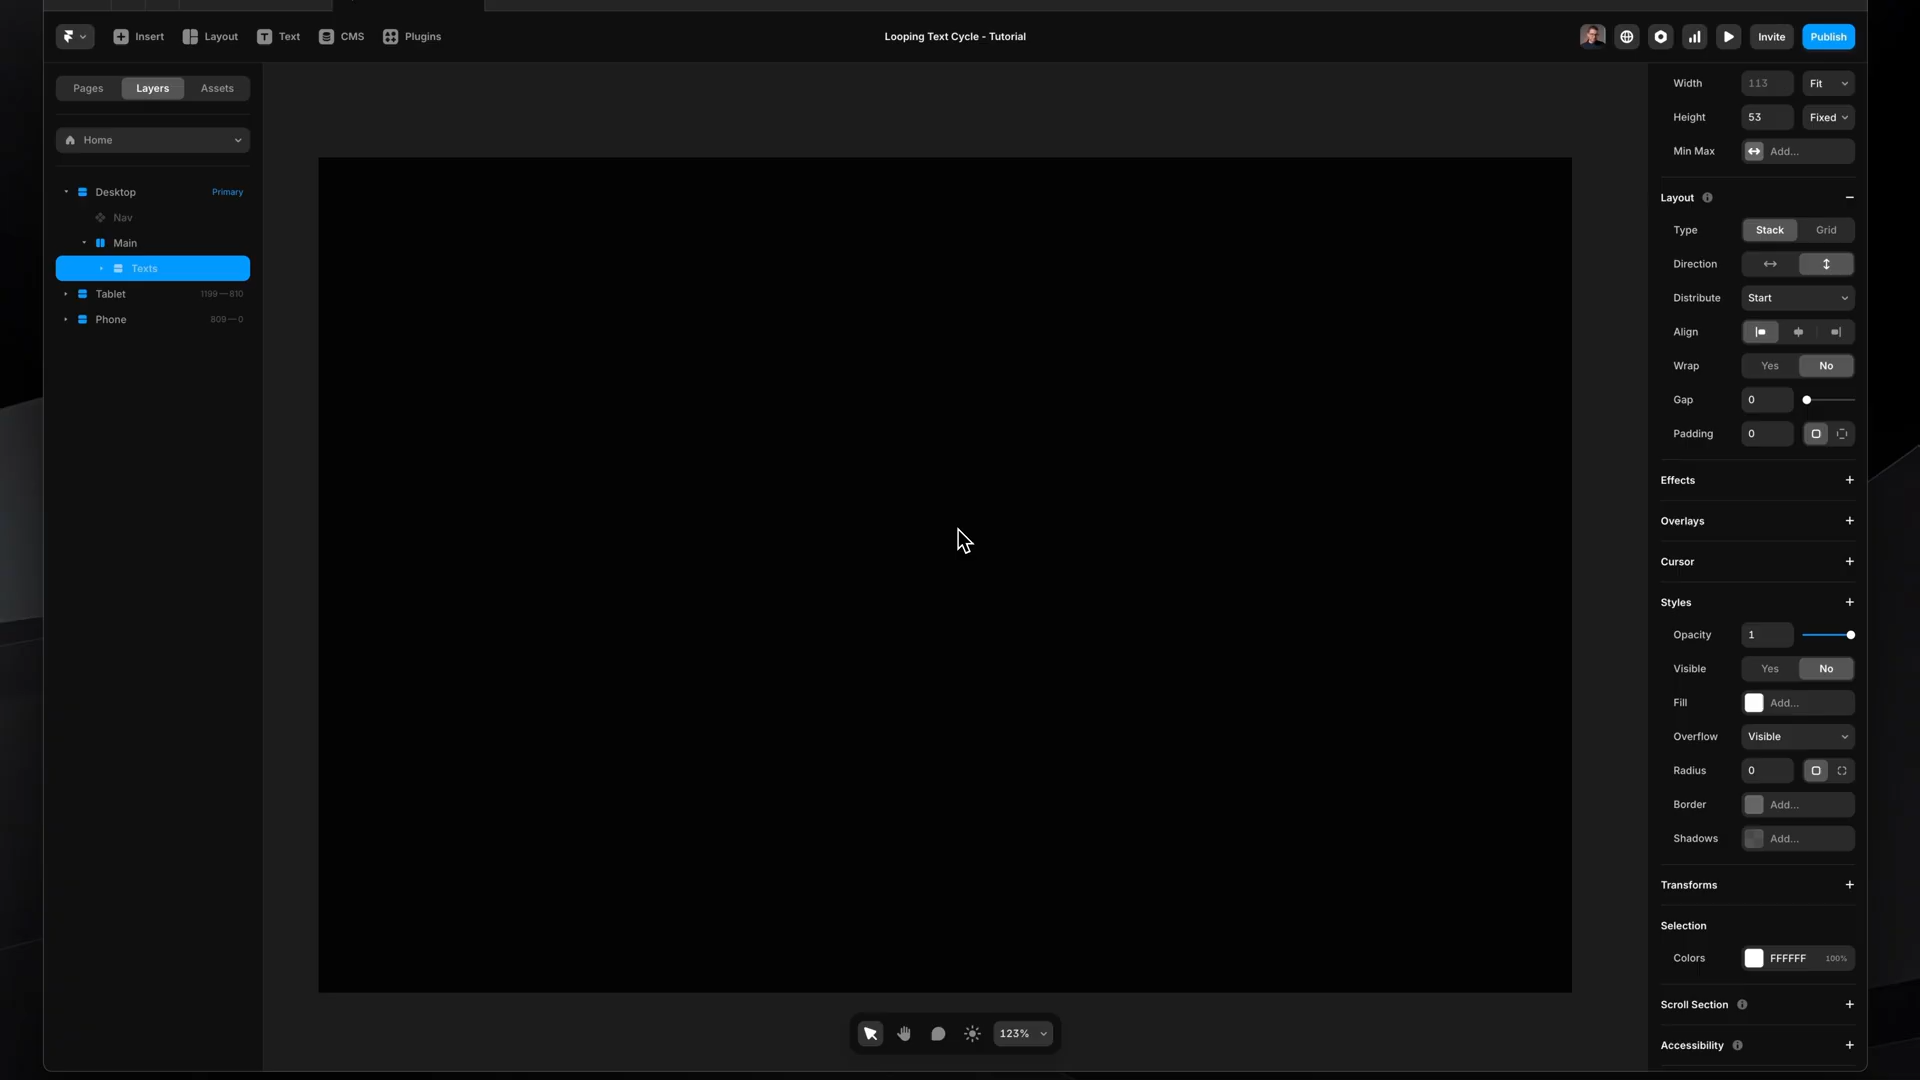 Insert
Layout
Text
CMS
Plugins
Looping Text Cycle - Tutorial
Invite
Publish
Pages
Layers
Assets
Home
Desktop
Primary
Nav
Main
Texts
Tablet
1199—810
Phone
809—0
Width
113
Fit
Height
53
Fixed
Min Max
Add...
Layout
Type
Stack
Grid
Direction
Distribute
Start
Align
Wrap
Yes
No
Gap
0
Padding
0
Effects
Overlays
Cursor
Styles
Opacity
1
Visible
Yes
No
Fill
Add...
Overflow
Visible
Radius
0
Border
Add...
Shadows
Add...
Transforms
Selection
Colors
FFFFFF
100%
Scroll Section
Accessibility
123%